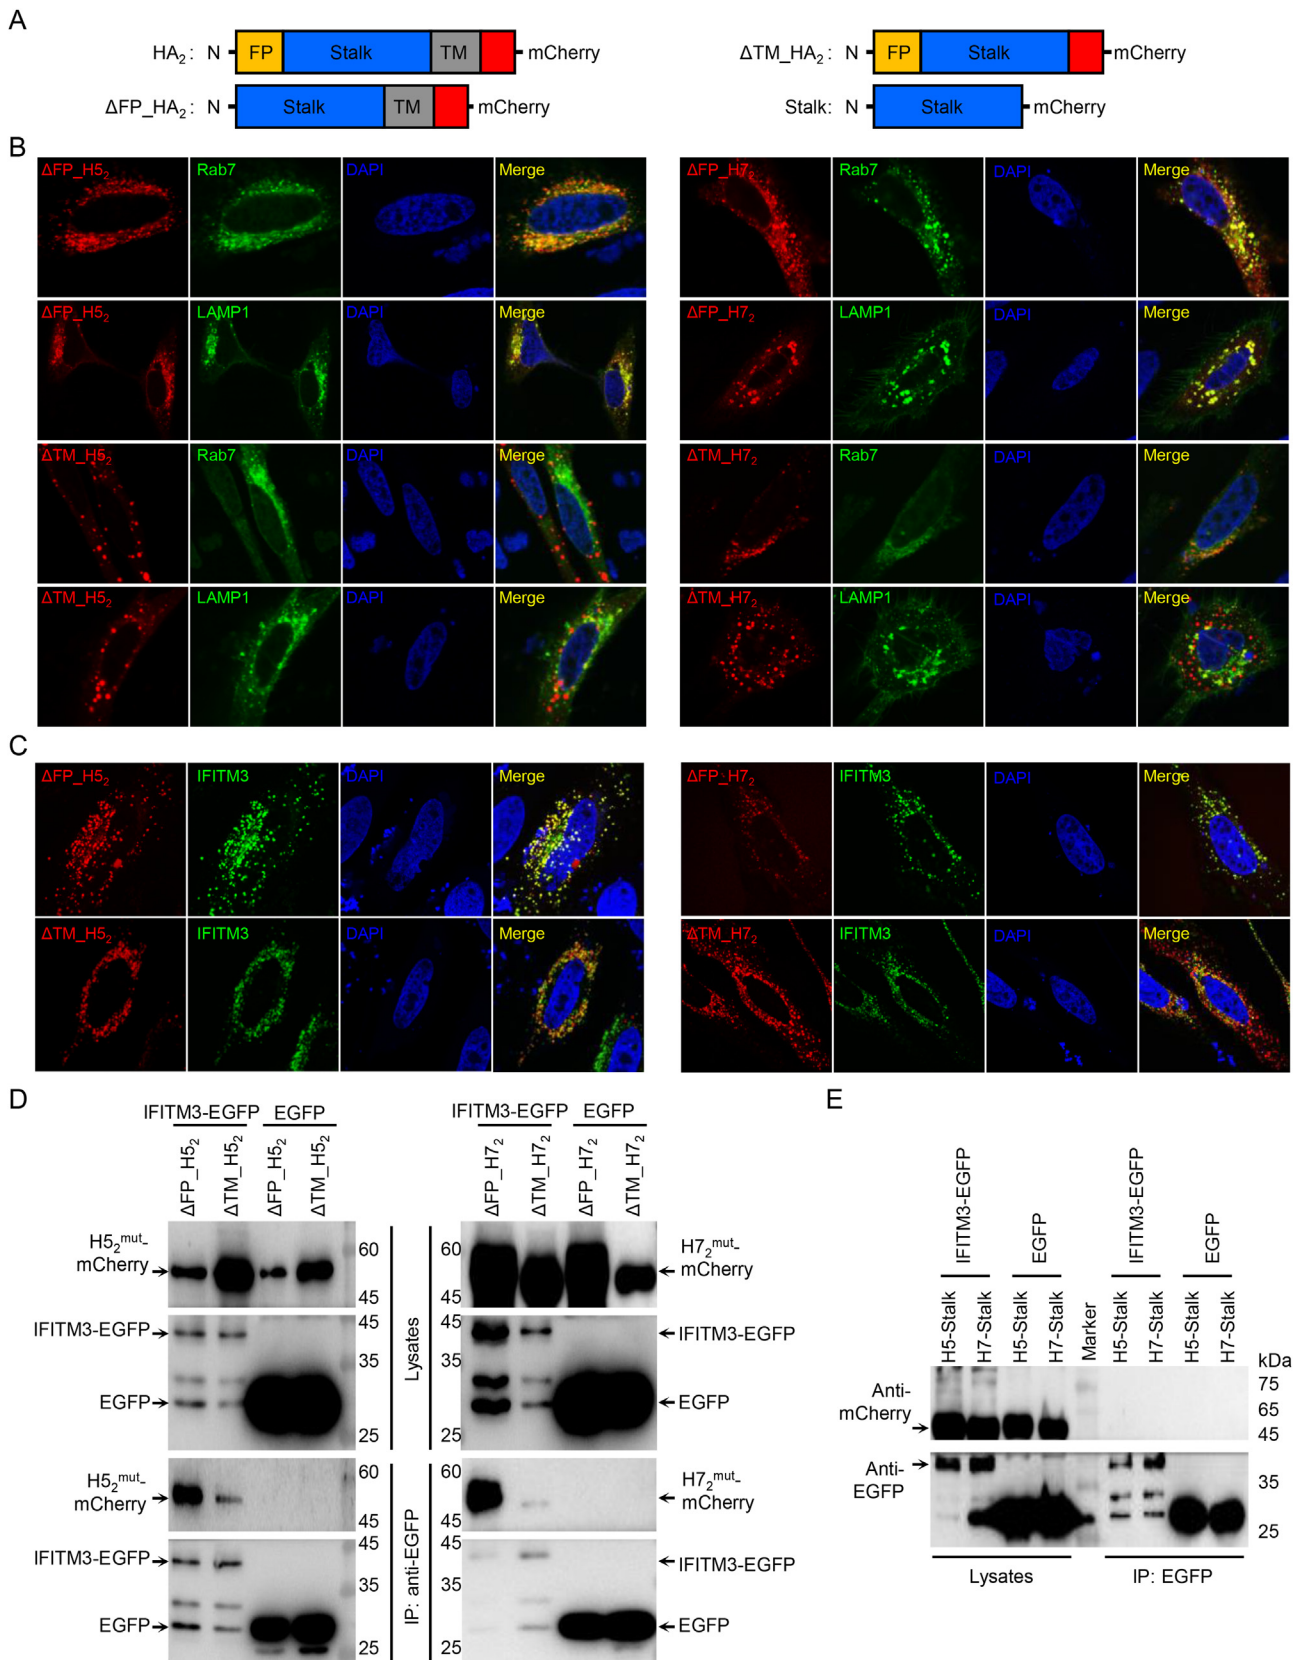 A
HA₂: N FP Stalk TM mCherry
ΔTM_HA₂: N FP Stalk mCherry
ΔFP_HA₂: N Stalk TM mCherry
Stalk: N Stalk mCherry
B
ΔFP_H5₂ Rab7 DAPI Merge
ΔFP_H7₂ Rab7 DAPI Merge
ΔFP_H5₂ LAMP1 DAPI Merge
ΔFP_H7₂ LAMP1 DAPI Merge
ΔTM_H5₂ Rab7 DAPI Merge
ΔTM_H7₂ Rab7 DAPI Merge
ΔTM_H5₂ LAMP1 DAPI Merge
ΔTM_H7₂ LAMP1 DAPI Merge
C
ΔFP_H5₂ IFITM3 DAPI Merge
ΔFP_H7₂ IFITM3 DAPI Merge
ΔTM_H5₂ IFITM3 DAPI Merge
ΔTM_H7₂ IFITM3 DAPI Merge
D
IFITM3-EGFP EGFP
ΔFP_H5₂ ΔTM_H5₂ ΔFP_H5₂ ΔTM_H5₂
IFITM3-EGFP EGFP
ΔFP_H7₂ ΔTM_H7₂ ΔFP_H7₂ ΔTM_H7₂
H5₂ᵐᵘᵗ-
mCherry
60
45
60
45
H7₂ᵐᵘᵗ-
mCherry
Lysates
IFITM3-EGFP
EGFP
45
35
25
45
35
25
IFITM3-EGFP
EGFP
H5₂ᵐᵘᵗ-
mCherry
60
45
60
45
H7₂ᵐᵘᵗ-
mCherry
IP: anti-EGFP
IFITM3-EGFP
EGFP
35
25
45
35
25
IFITM3-EGFP
EGFP
E
IFITM3-EGFP EGFP IFITM3-EGFP EGFP
H5-Stalk H7-Stalk H5-Stalk H7-Stalk Marker H5-Stalk H7-Stalk H5-Stalk H7-Stalk
kDa
Anti-
mCherry
75
65
45
Anti-
EGFP
35
25
Lysates IP: EGFP